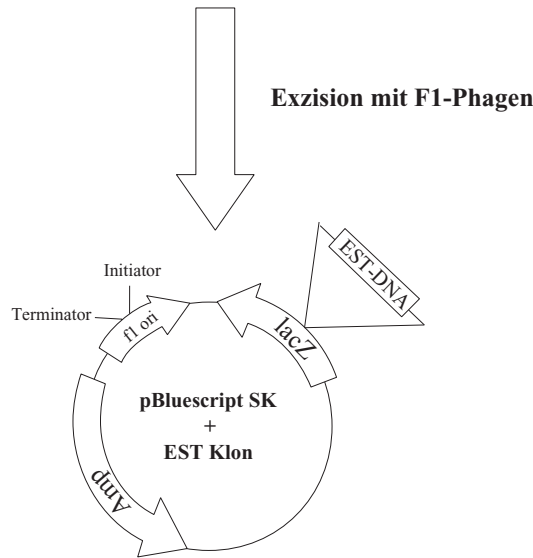 Exzision mit F1-Phagen
Initiator
Terminator
f1 ori
lacZ
EST-DNA
pBluescript SK
+
EST Klon
Amp